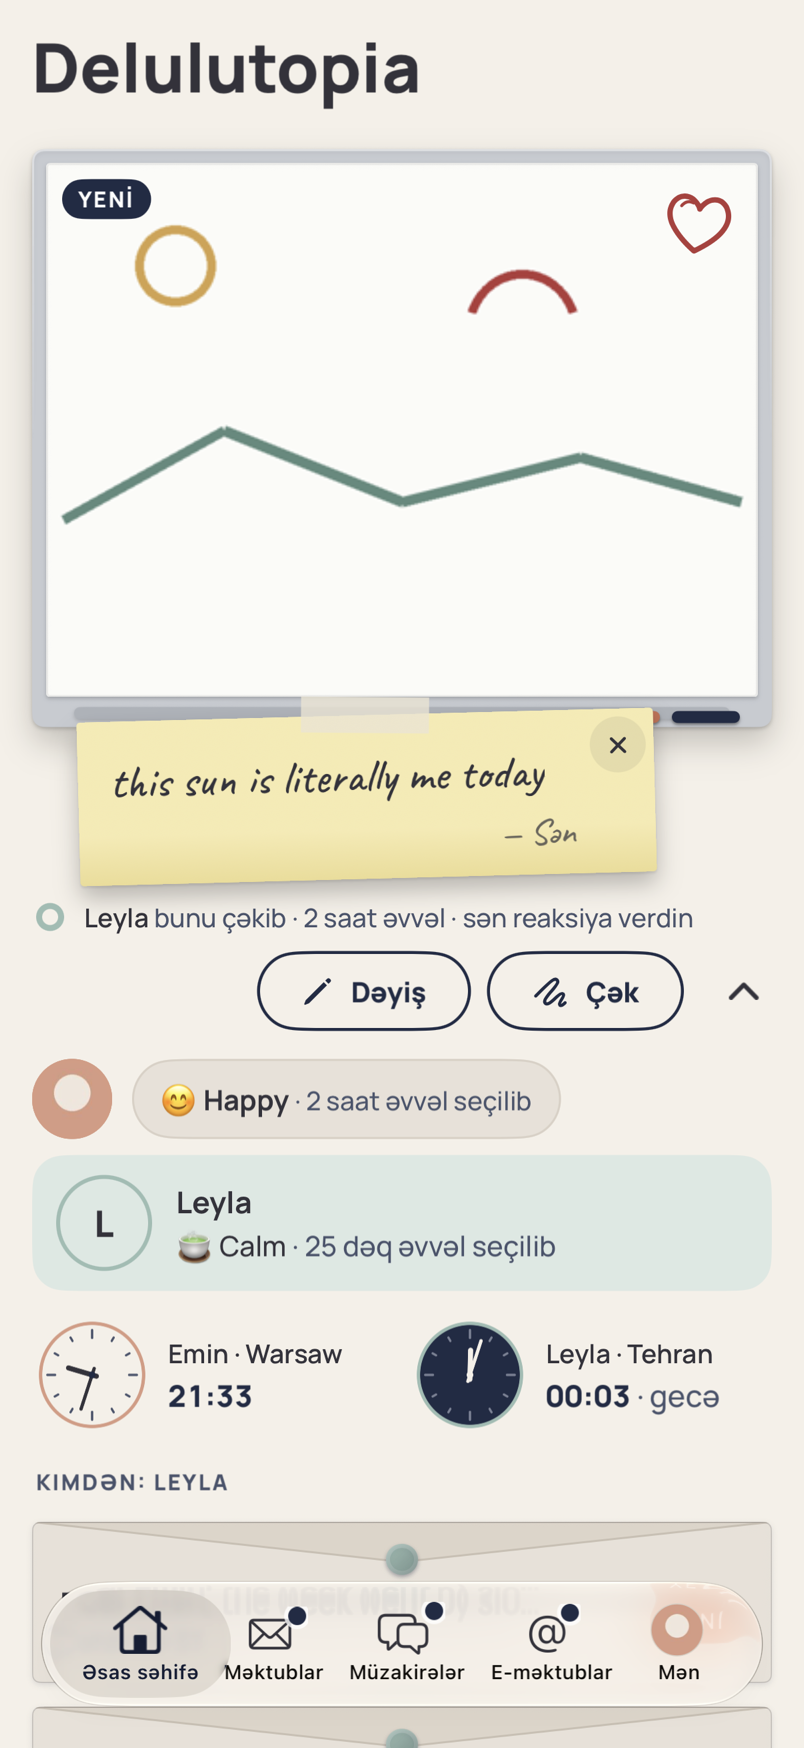 Delulutopia
YENİ
this sun is literally me today
– Sən
Leyla bunu çəkib · 2 saat əvvəl · sən reaksiya verdin
Dəyiş
Çək
😊 Happy · 2 saat əvvəl seçilib
L
Leyla
🍵 Calm · 25 dəq əvvəl seçilib
Emin · Warsaw
21:33
Leyla · Tehran
00:03 · gecə
KIMDƏN: LEYLA
Əsas səhifə
Məktublar
Müzakirələr
E-məktublar
Mən